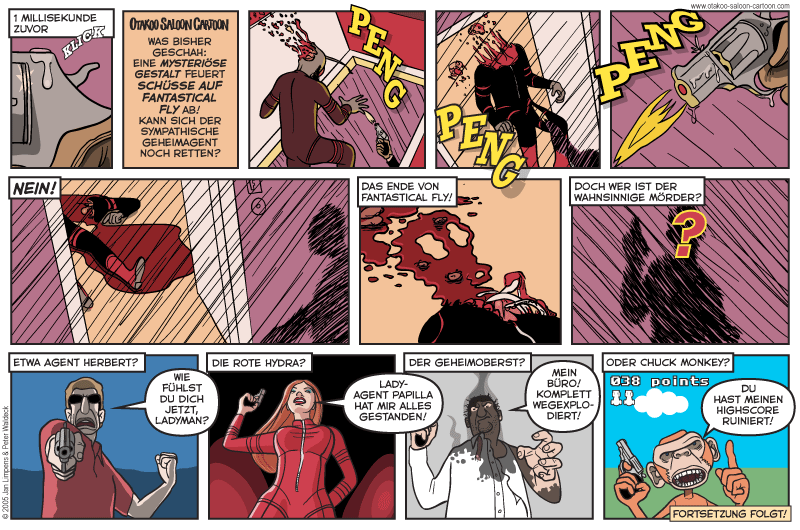 www.otakoo-saloon-cartoon.com
1 MILLISEKUNDE
ZUVOR
KLICK
OTAKOO SALOON CARTOON
WAS BISHER
GESCHAH:
EINE MYSTERIÖSE
GESTALT FEUERT
SCHÜSSE AUF
FANTASTICAL
FLY AB!
KANN SICH DER
SYMPATHISCHE
GEHEIMAGENT
NOCH RETTEN?
PENG
PENG
PENG
NEIN!
6
DAS ENDE VON
FANTASTICAL FLY!
DOCH WER IST DER
WAHNSINNIGE MÖRDER?
?
ETWA AGENT HERBERT?
WIE
FÜHLST
DU DICH
JETZT,
LADYMAN?
DIE ROTE HYDRA?
LADY-
AGENT PAPILLA
HAT MIR ALLES
GESTANDEN!
DER GEHEIMOBERST?
MEIN
BÜRO!
KOMPLETT
WEGEXPLO-
DIERT!
ODER CHUCK MONKEY?
038 points
DU
HAST MEINEN
HIGHSCORE
RUINIERT!
FORTSETZUNG FOLGT!
© 2005 Jan Limpens & Peter Waldeck